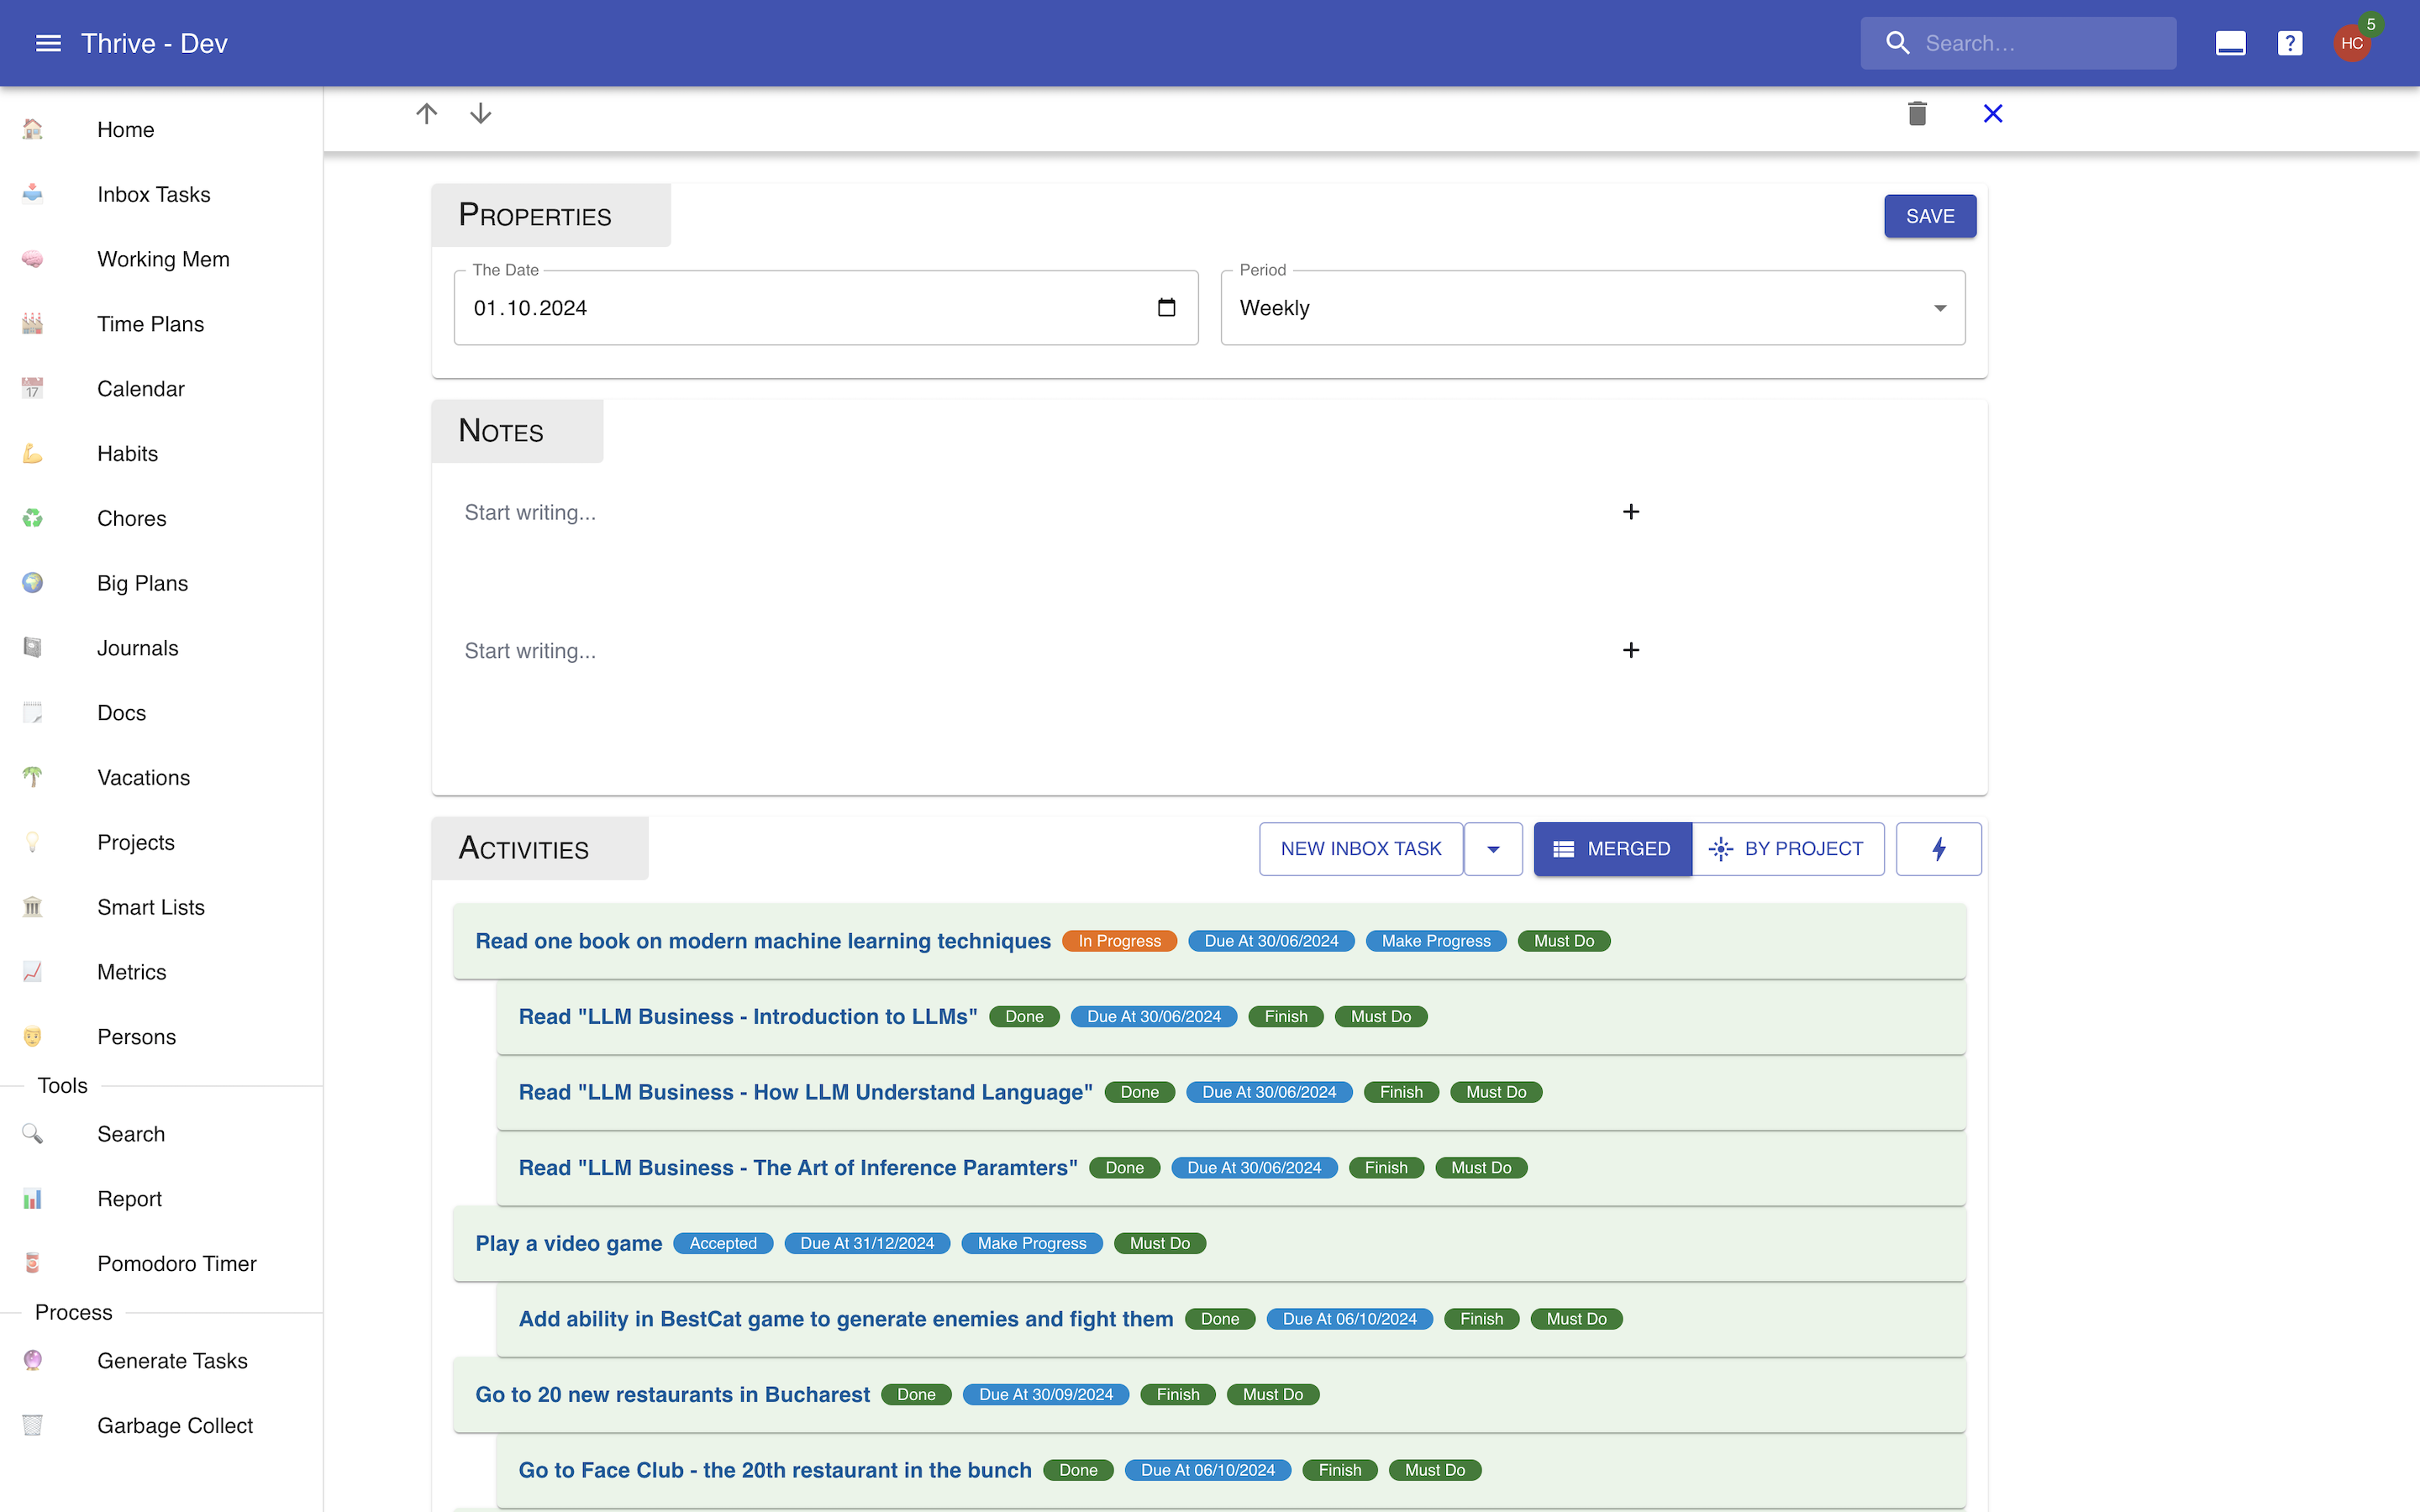 Thrive - Dev
Search...
?
HC
5
Home
Inbox Tasks
Working Mem
Time Plans
17
Calendar
Habits
Chores
Big Plans
Journals
Docs
Vacations
Projects
Smart Lists
Metrics
Persons
Tools
Search
Report
Pomodoro Timer
Process
Generate Tasks
Garbage Collect
Properties
SAVE
The Date
01.10.2024
Period
Weekly
Notes
Start writing...
+
Start writing...
+
Activities
NEW INBOX TASK
MERGED
BY PROJECT
Read one book on modern machine learning techniques In Progress Due At 30/06/2024 Make Progress Must Do
Read "LLM Business - Introduction to LLMs" Done Due At 30/06/2024 Finish Must Do
Read "LLM Business - How LLM Understand Language" Done Due At 30/06/2024 Finish Must Do
Read "LLM Business - The Art of Inference Paramters" Done Due At 30/06/2024 Finish Must Do
Play a video game Accepted Due At 31/12/2024 Make Progress Must Do
Add ability in BestCat game to generate enemies and fight them Done Due At 06/10/2024 Finish Must Do
Go to 20 new restaurants in Bucharest Done Due At 30/09/2024 Finish Must Do
Go to Face Club - the 20th restaurant in the bunch Done Due At 06/10/2024 Finish Must Do